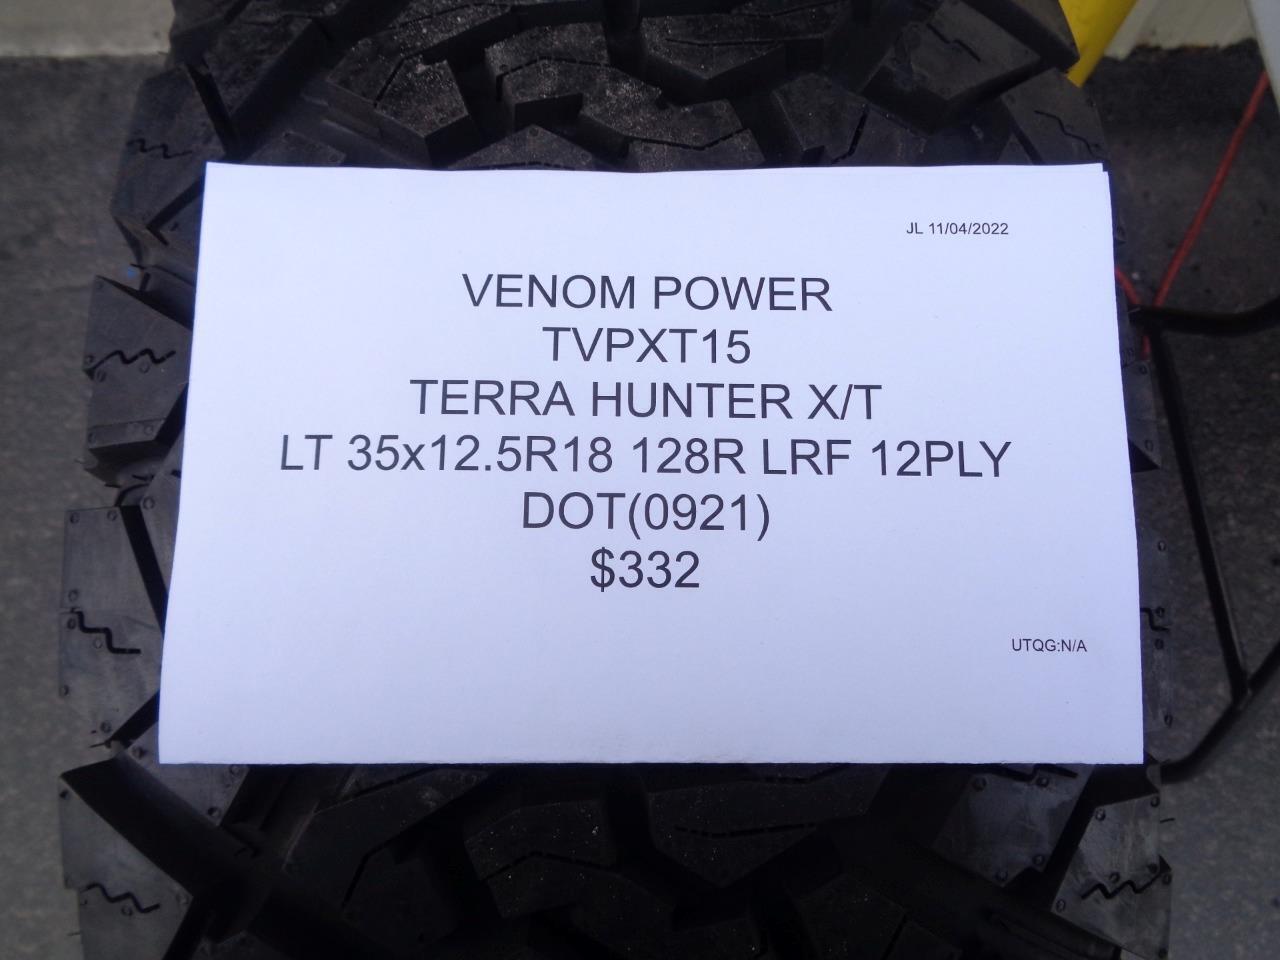 JL 11/04/2022
VENOM POWER
TVPXT15
TERRA HUNTER X/T
LT 35x12.5R18 128R LRF 12PLY
DOT(0921)
$332
UTQG:N/A